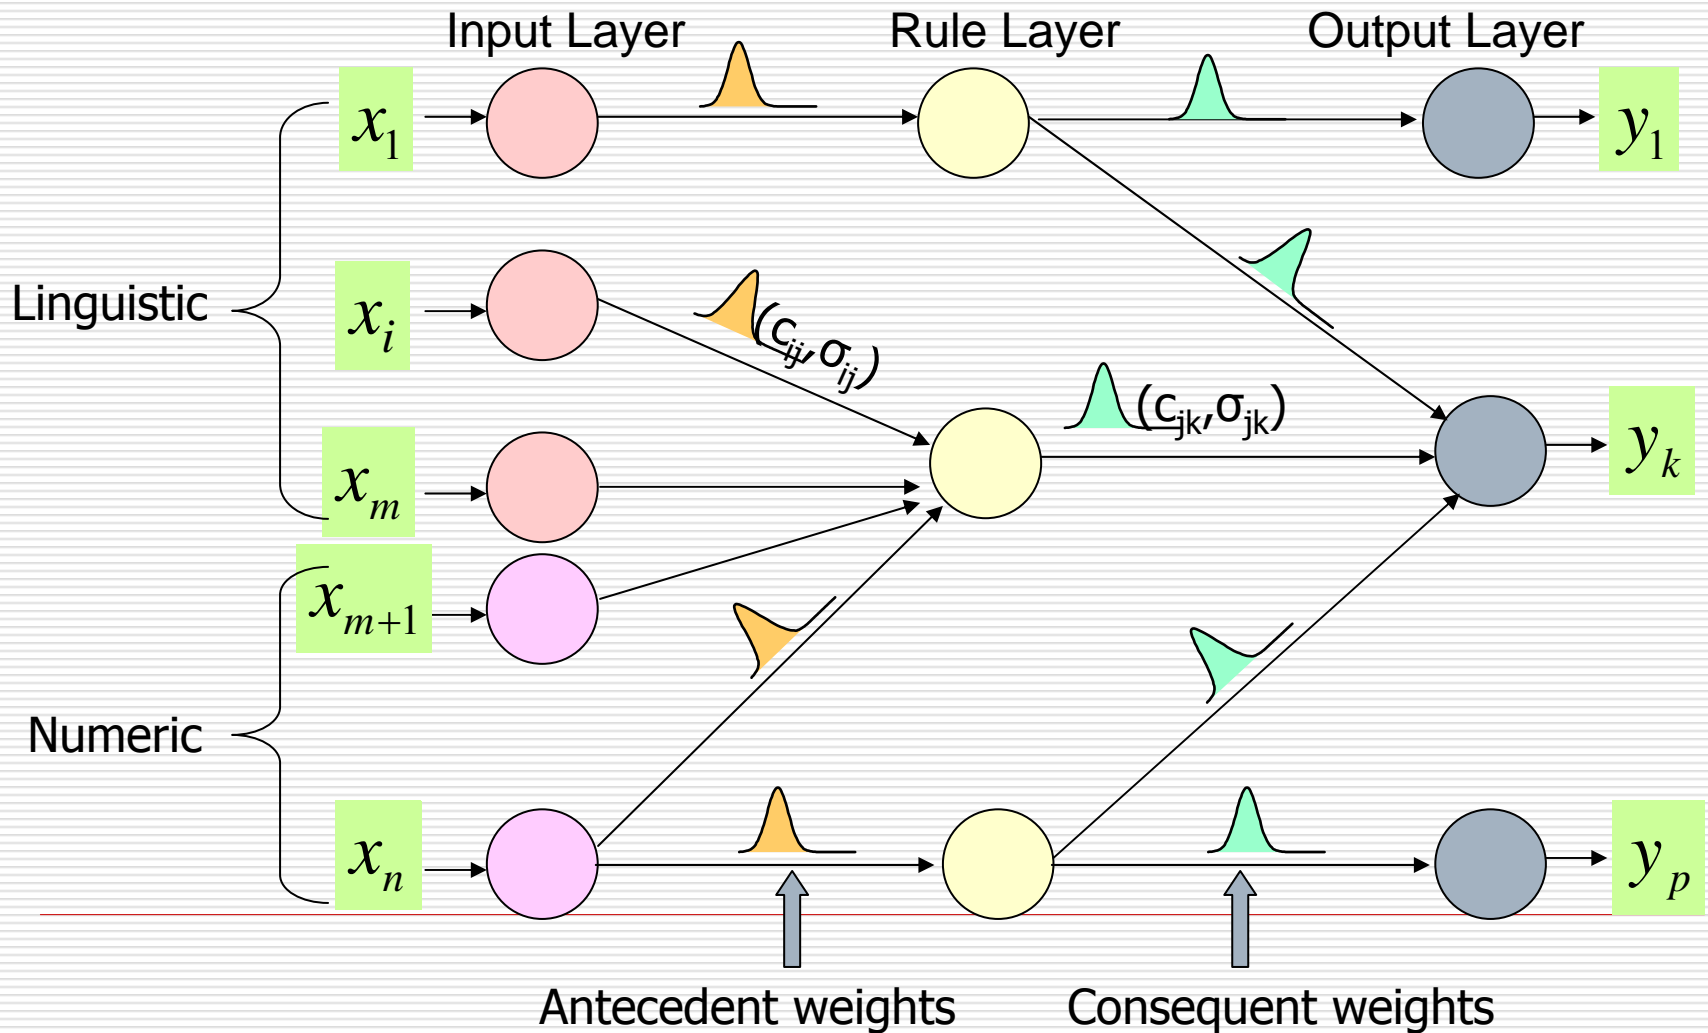 Input Layer Rule Layer Output Layer
x₁ y₁
Linguistic
xᵢ
(cᵢⱼ,σᵢⱼ)
(cⱼₖ,σⱼₖ)
yₖ
xₘ
xₘ₊₁
Numeric
xₙ yₚ
Antecedent weights Consequent weights